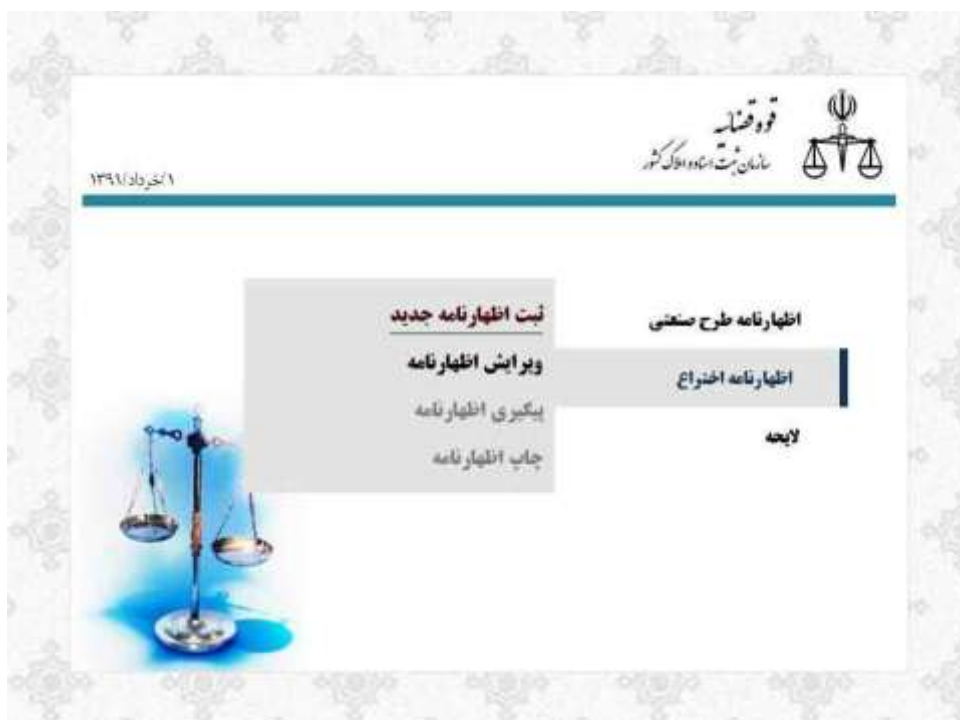 قوه قضائیه
سازمان ثبت اسناد و املاک کشور
۱/خرداد/۱۳۹۱
اظهارنامه طرح صنعتی
اظهارنامه اختراع
لایحه
ثبت اظهارنامه جدید
ویرایش اظهارنامه
پیگیری اظهارنامه
چاپ اظهارنامه